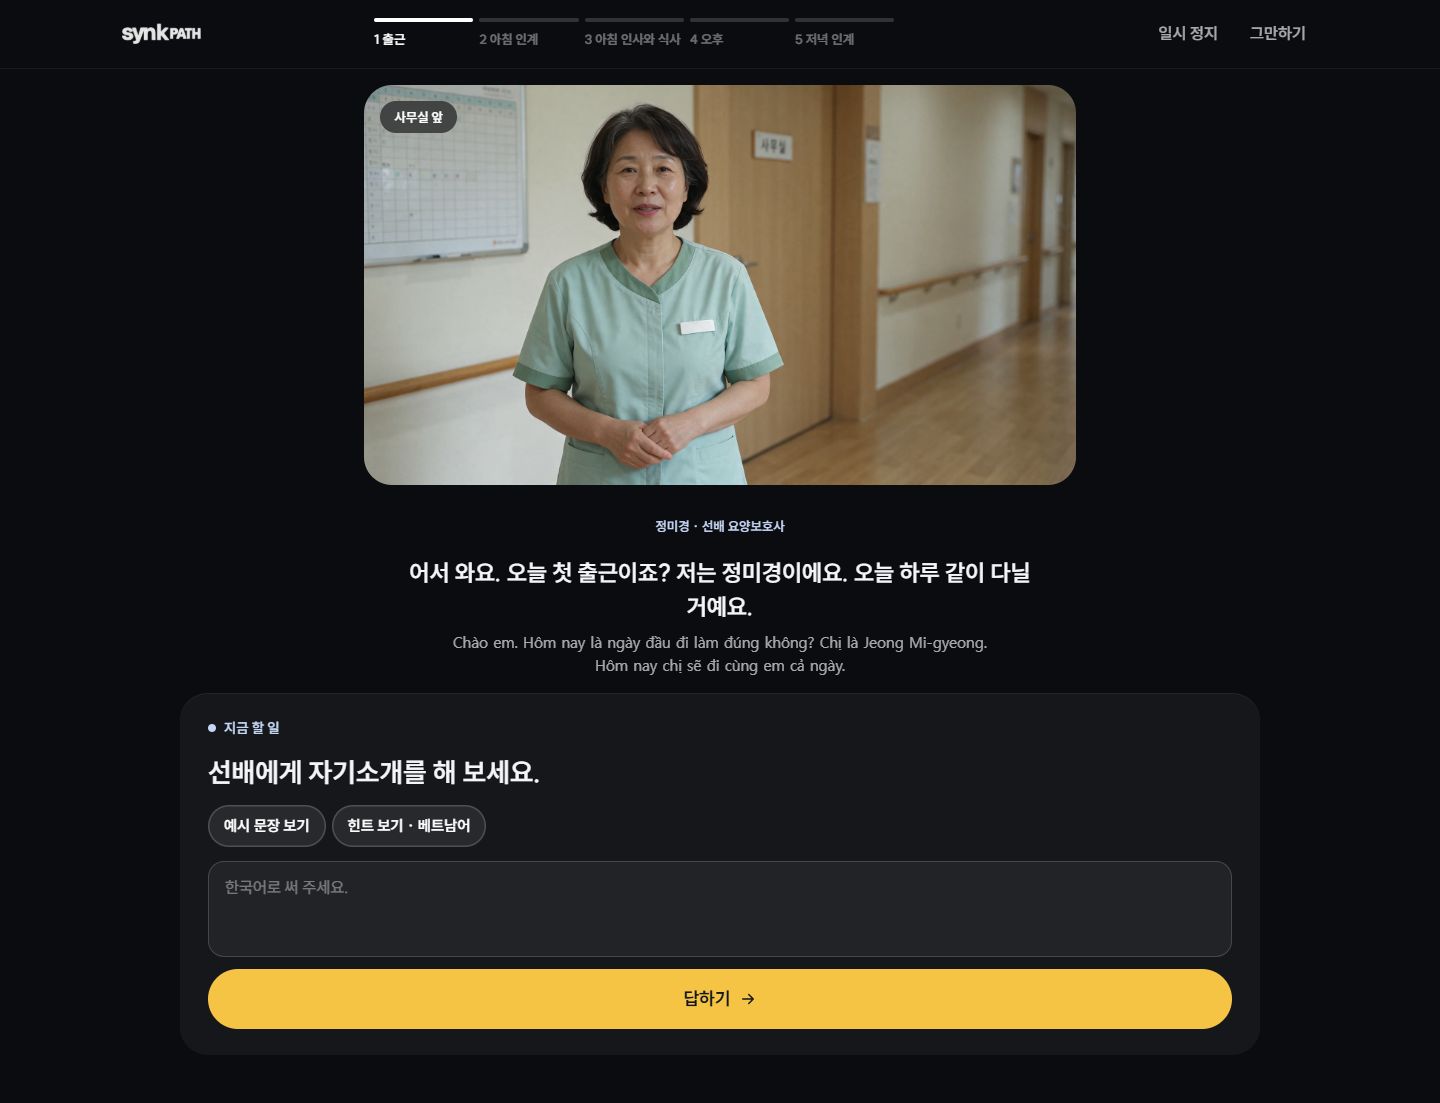 synk PATH
1 출근
2 아침 인계
3 아침 인사와 식사
4 오후
5 저녁 인계
일시 정지
그만하기
사무실 앞
사무실
정미경 · 선배 요양보호사
어서 와요. 오늘 첫 출근이죠? 저는 정미경이에요. 오늘 하루 같이 다닐
거예요.
Chào em. Hôm nay là ngày đầu đi làm đúng không? Chị là Jeong Mi-gyeong.
Hôm nay chị sẽ đi cùng em cả ngày.
지금 할 일
선배에게 자기소개를 해 보세요.
예시 문장 보기
힌트 보기 · 베트남어
한국어로 써 주세요.
답하기 →